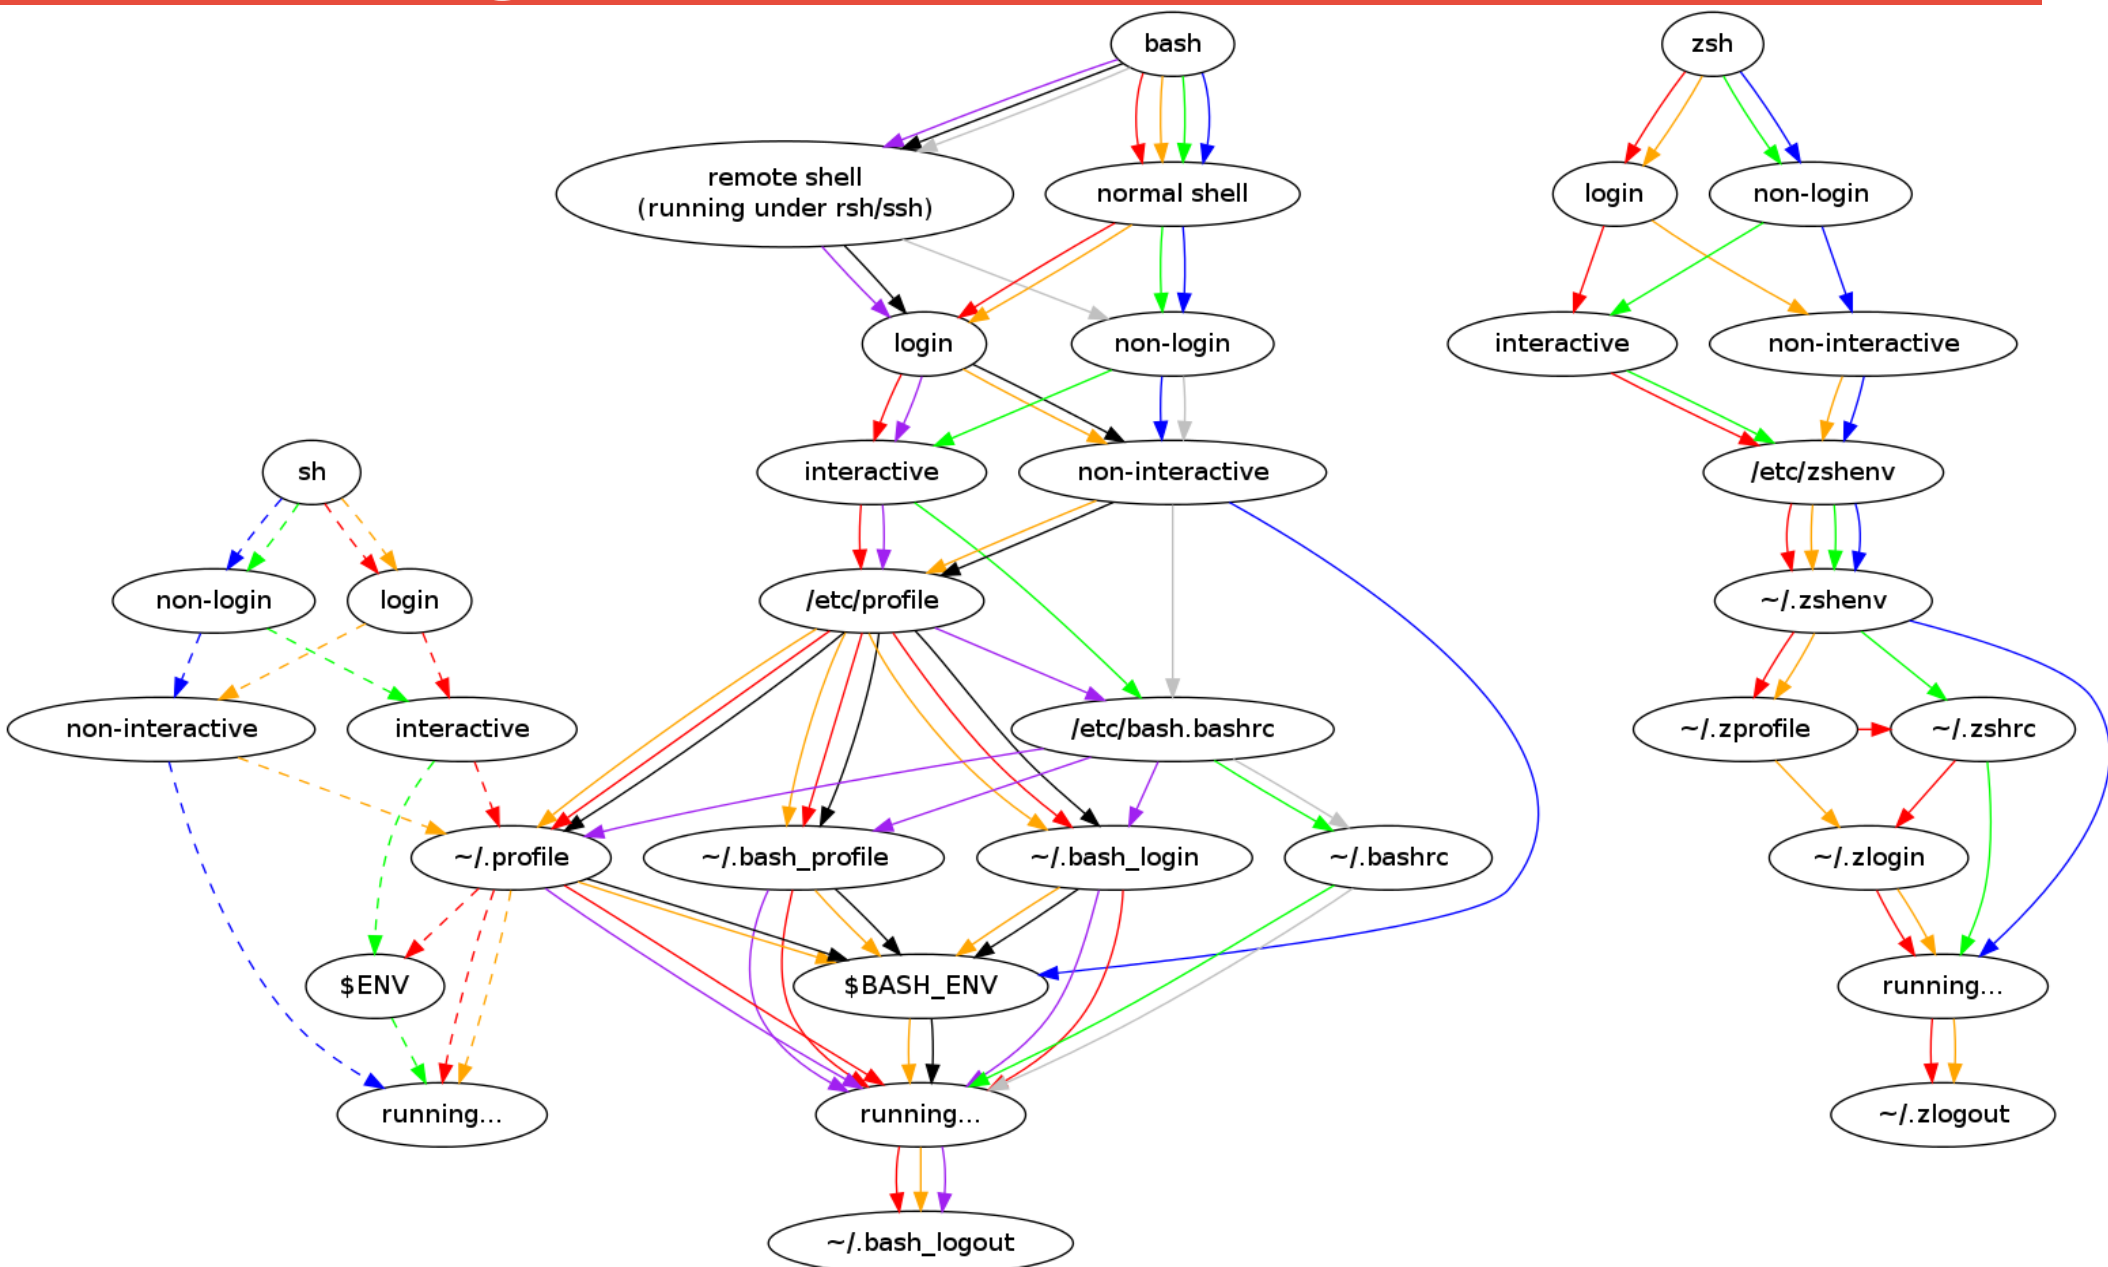 bash
zsh
remote shell
(running under rsh/ssh)
normal shell
login
non-login
login
non-login
interactive
non-interactive
sh
interactive
non-interactive
/etc/zshenv
non-login
login
/etc/profile
~/.zshenv
non-interactive
interactive
/etc/bash.bashrc
~/.zprofile
~/.zshrc
~/.profile
~/.bash_profile
~/.bash_login
~/.bashrc
~/.zlogin
$ENV
$BASH_ENV
running...
running...
running...
~/.zlogout
~/.bash_logout